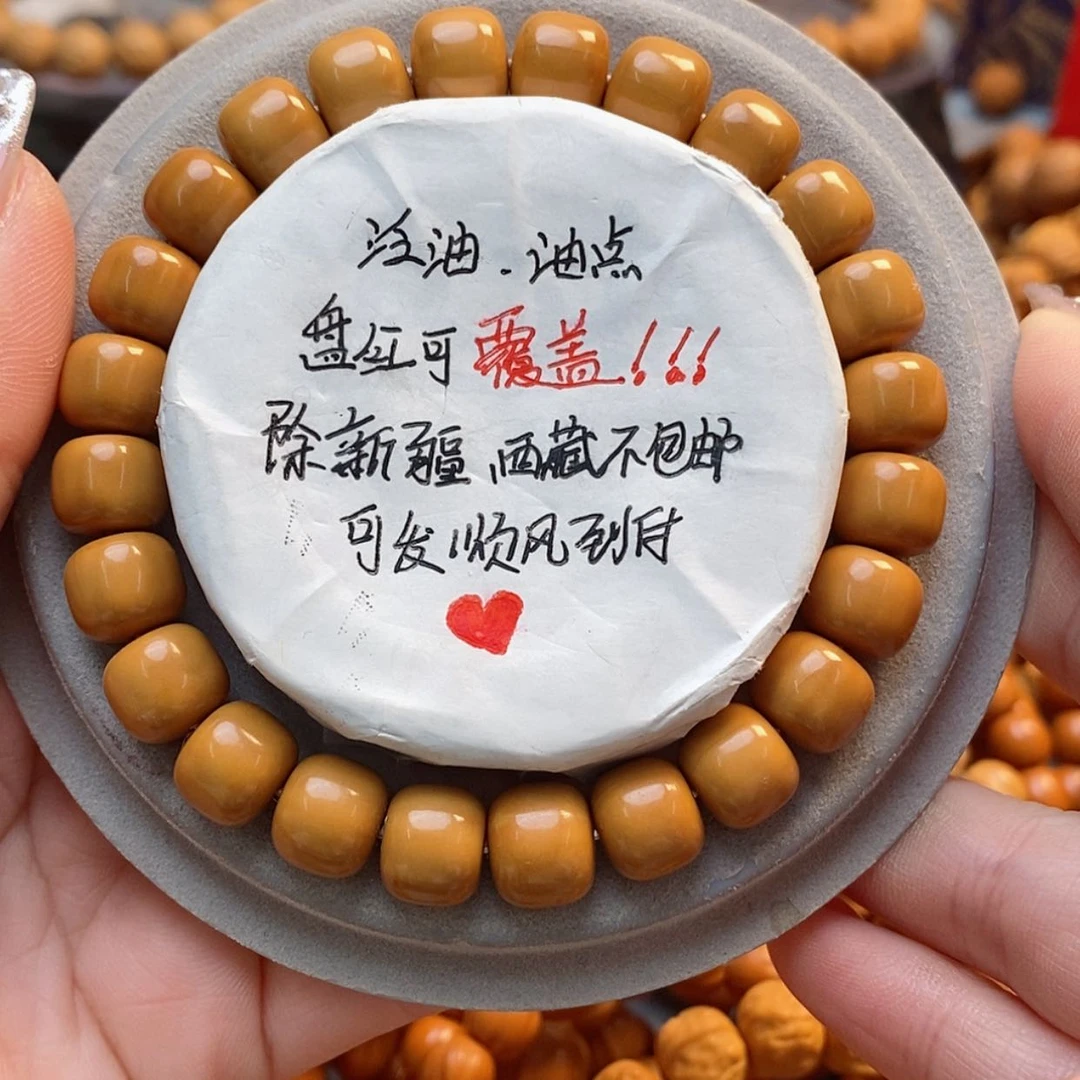 泛油.油点
盘红可覆盖!!!
除新疆西藏不包邮
可发顺丰到付